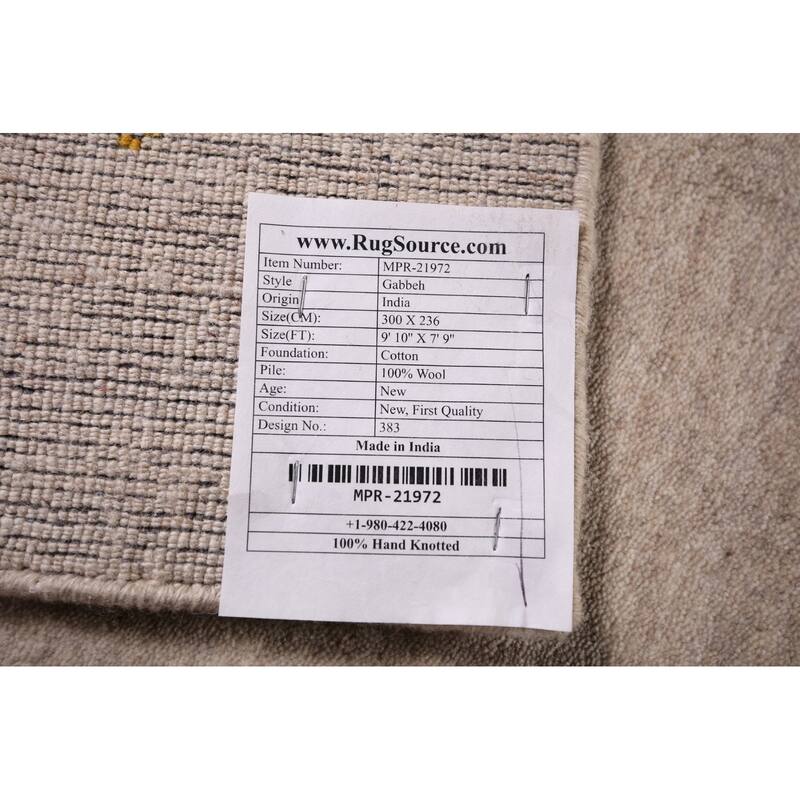 www.RugSource.com
Item Number: MPR-21972
Style Gabbeh
Origin India
Size(CM): 300 X 236
Size(FT): 9' 10" X 7' 9"
Foundation: Cotton
Pile: 100% Wool
Age: New
Condition: New, First Quality
Design No.: 383
Made in India
MPR-21972
+1-980-422-4080
100% Hand Knotted